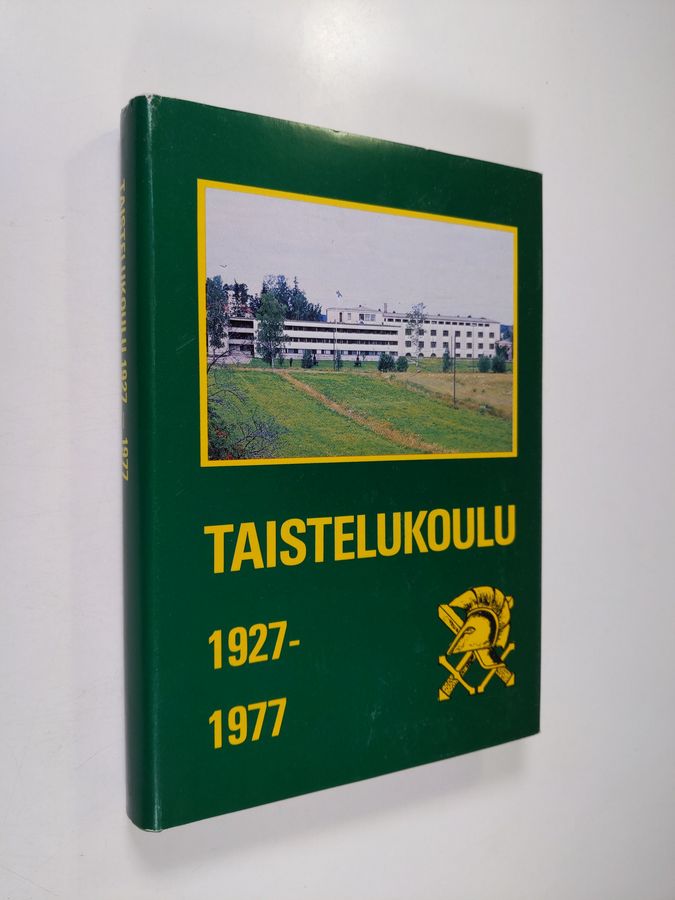 TAISTELUKOULU 1927 - 1977
TAISTELUKOULU
1927-
1977